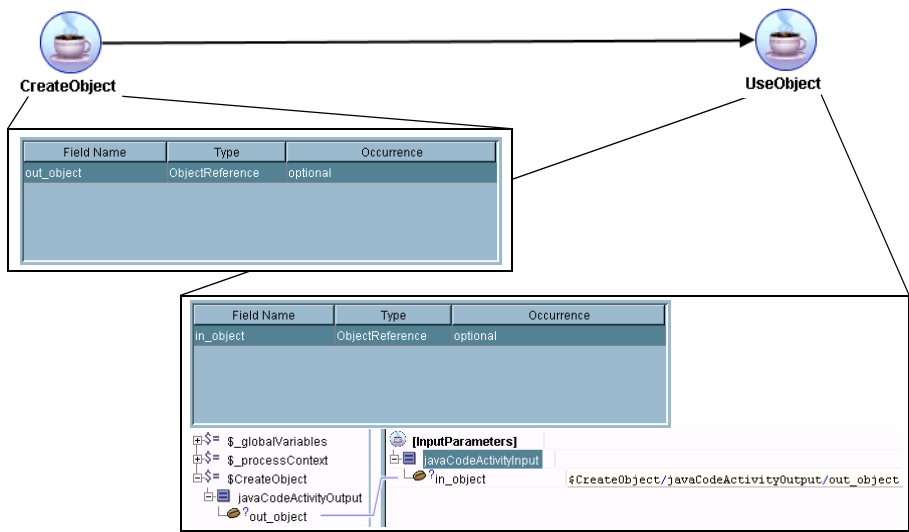 CreateObject
UseObject
Field Name Type Occurrence
out_object ObjectReference optional
Field Name Type Occurrence
in_object ObjectReference optional
$= $_globalVariables
$= $_processContext
$= $CreateObject
javaCodeActivityOutput
? out_object
[InputParameters]
javaCodeActivityInput
? in_object $CreateObject/javaCodeActivityOutput/out_object